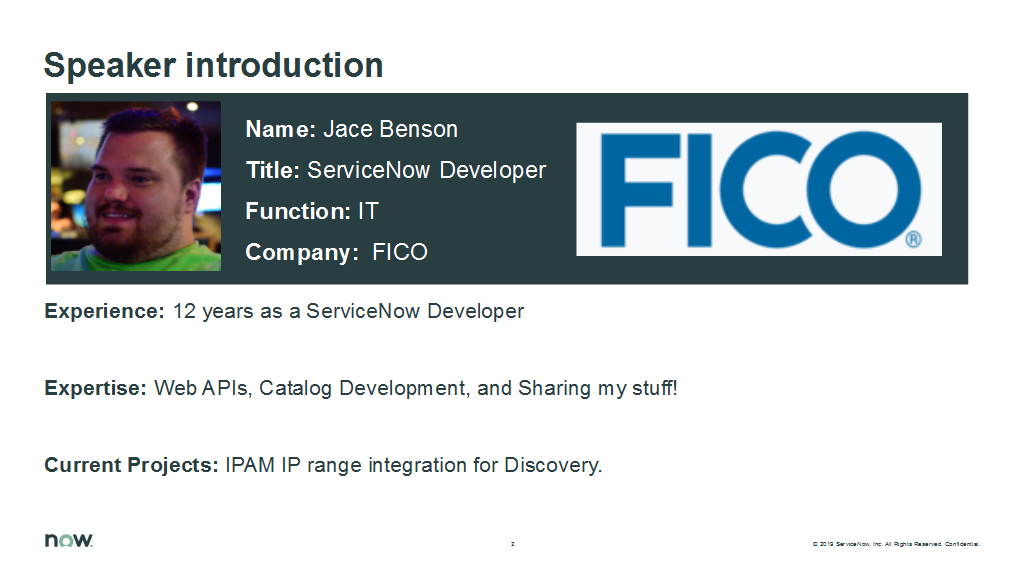 Speaker introduction
Name: Jace Benson
Title: ServiceNow Developer
Function: IT
Company: FICO
FICO®
Experience: 12 years as a ServiceNow Developer
Expertise: Web APIs, Catalog Development, and Sharing my stuff!
Current Projects: IPAM IP range integration for Discovery.
now.
2
© 2019 ServiceNow, Inc. All Rights Reserved. Confidential.